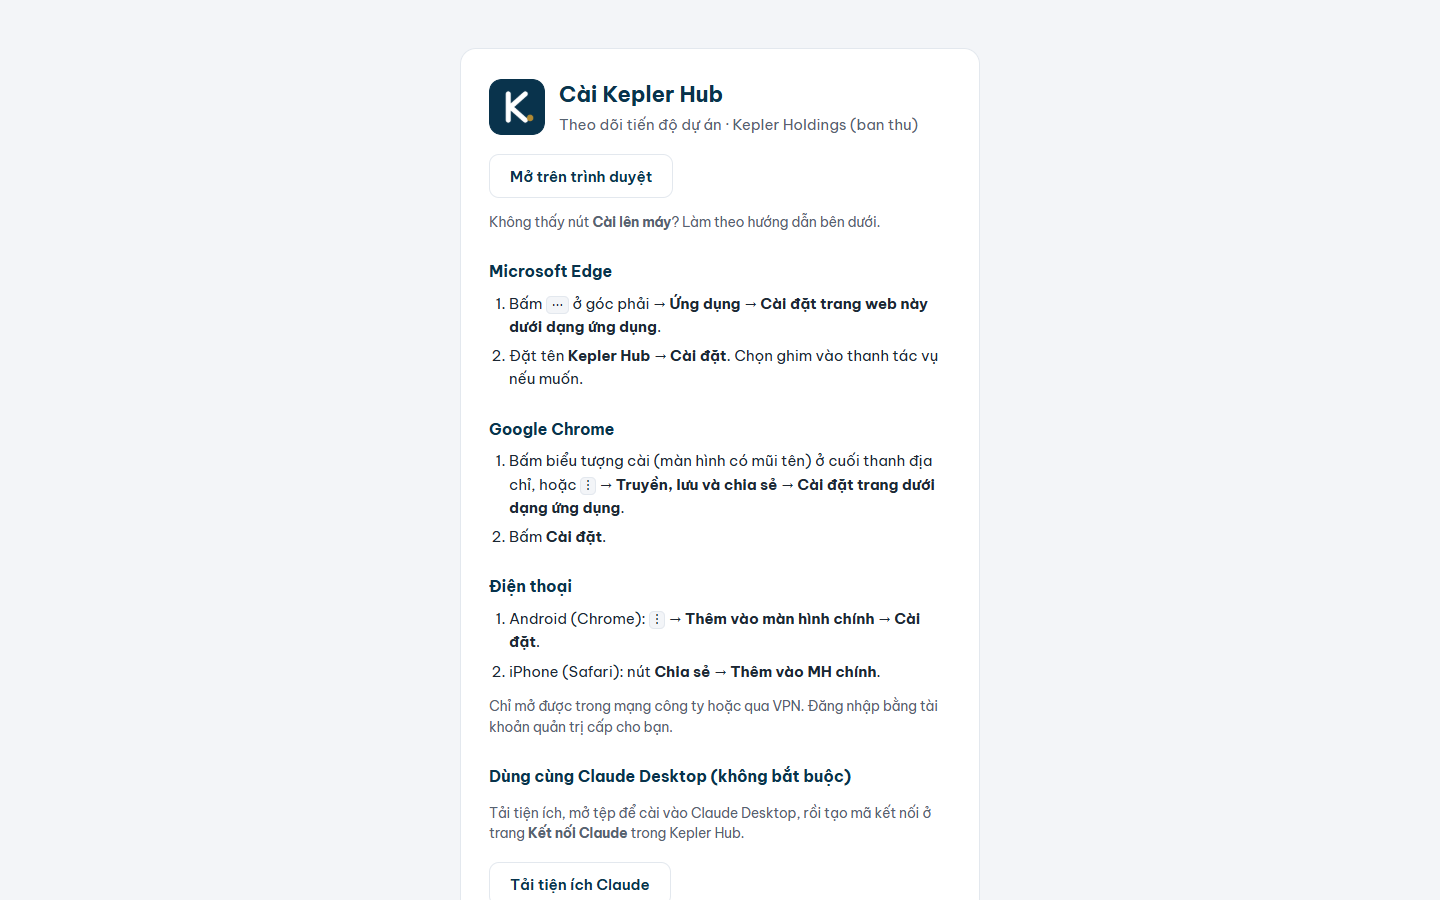 K
Cài Kepler Hub
Theo dõi tiến độ dự án · Kepler Holdings (ban thu)
Mở trên trình duyệt
Không thấy nút Cài lên máy? Làm theo hướng dẫn bên dưới.
Microsoft Edge
1. Bấm ⋯ ở góc phải → Ứng dụng → Cài đặt trang web này
dưới dạng ứng dụng.
2. Đặt tên Kepler Hub → Cài đặt. Chọn ghim vào thanh tác vụ
nếu muốn.
Google Chrome
1. Bấm biểu tượng cài (màn hình có mũi tên) ở cuối thanh địa
chỉ, hoặc ⋮ → Truyền, lưu và chia sẻ → Cài đặt trang dưới
dạng ứng dụng.
2. Bấm Cài đặt.
Điện thoại
1. Android (Chrome): ⋮ → Thêm vào màn hình chính → Cài
đặt.
2. iPhone (Safari): nút Chia sẻ → Thêm vào MH chính.
Chỉ mở được trong mạng công ty hoặc qua VPN. Đăng nhập bằng tài
khoản quản trị cấp cho bạn.
Dùng cùng Claude Desktop (không bắt buộc)
Tải tiện ích, mở tệp để cài vào Claude Desktop, rồi tạo mã kết nối ở
trang Kết nối Claude trong Kepler Hub.
Tải tiện ích Claude